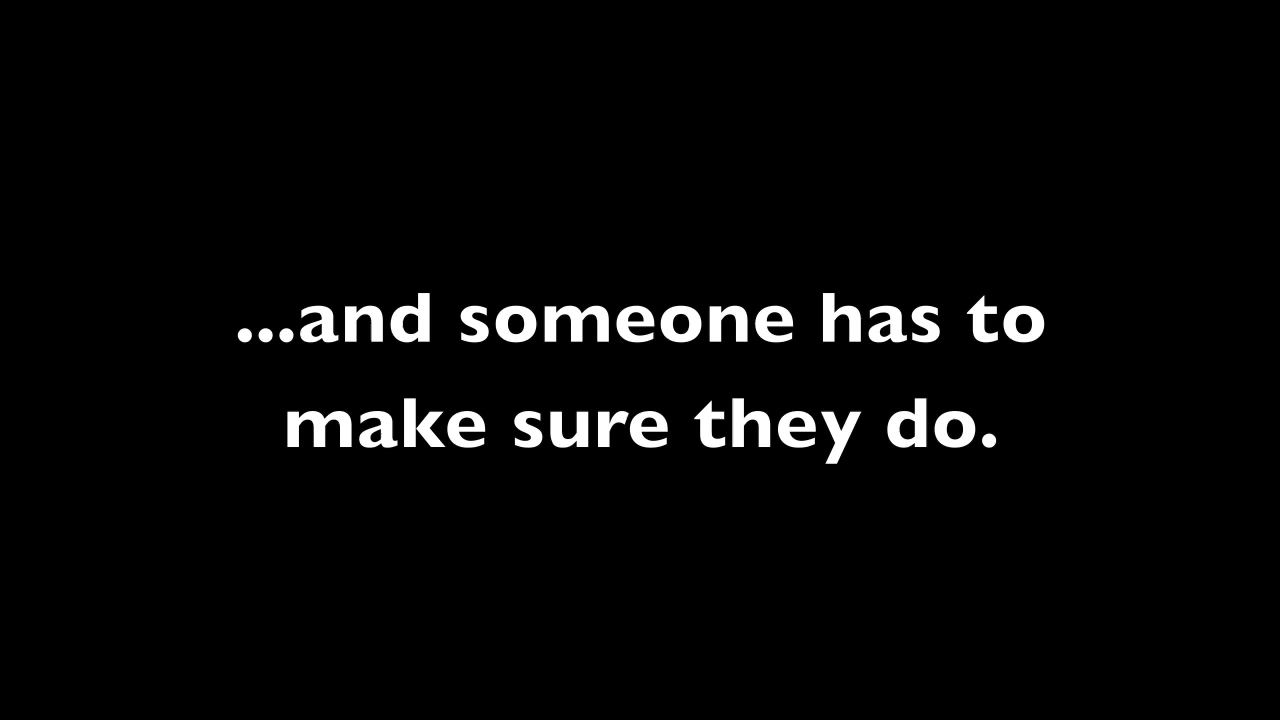 ...and someone has to
make sure they do.